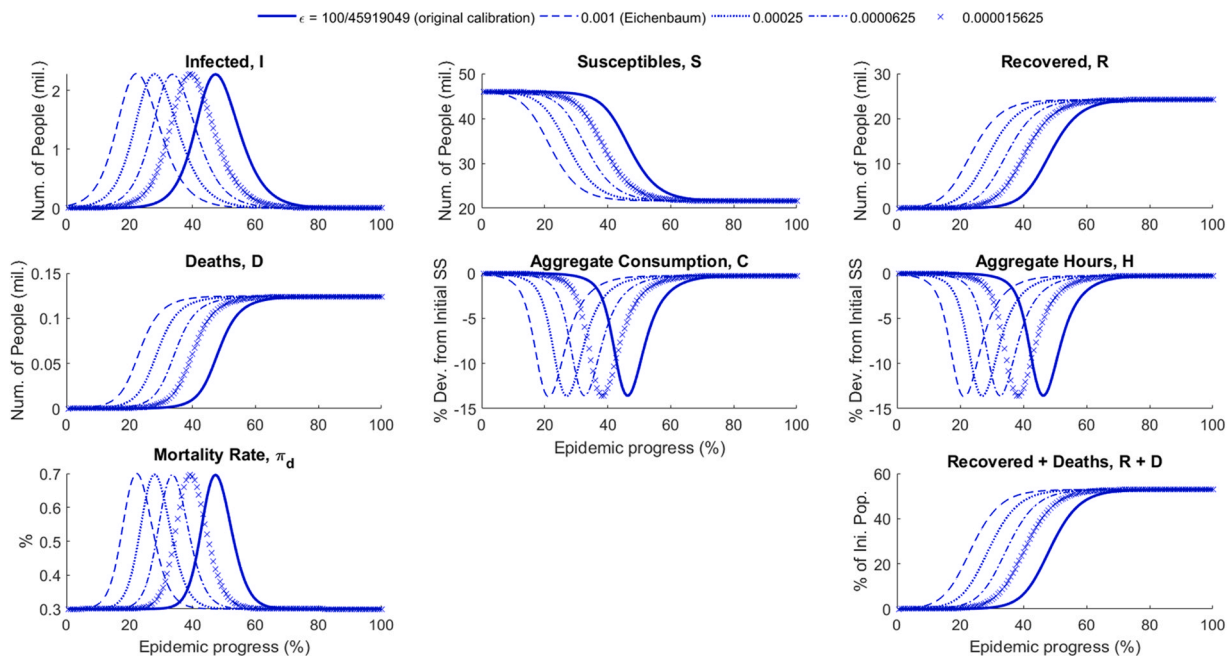 ϵ = 100/45919049 (original calibration) 0.001 (Eichenbaum) 0.00025 0.0000625 0.000015625
Infected, I
Num. of People (mil.)
0 1 2
0 20 40 60 80 100
Susceptibles, S
Num. of People (mil.)
20 30 40 50
0 20 40 60 80 100
Recovered, R
Num. of People (mil.)
0 10 20 30
0 20 40 60 80 100
Deaths, D
Num. of People (mil.)
0 0.05 0.1 0.15
0 20 40 60 80 100
Aggregate Consumption, C
% Dev. from Initial SS
-15 -10 -5 0
0 20 40 60 80 100
Epidemic progress (%)
Aggregate Hours, H
% Dev. from Initial SS
-15 -10 -5 0
0 20 40 60 80 100
Mortality Rate, π_d
%
0.3 0.4 0.5 0.6 0.7
0 20 40 60 80 100
Epidemic progress (%)
Recovered + Deaths, R + D
% of Ini. Pop.
0 20 40 60
0 20 40 60 80 100
Epidemic progress (%)